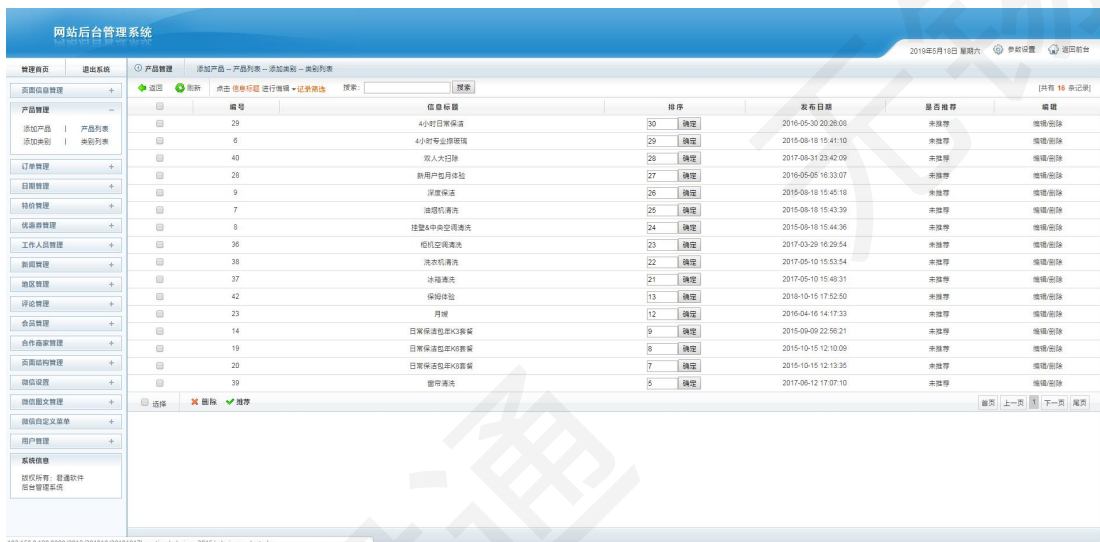 网站后台管理系统
2019年5月18日 星期六 参数设置 返回前台
管理首页 退出系统 产品管理 添加产品 -- 产品列表 -- 添加类别 -- 类别列表
页面信息管理 + 返回 刷新 点击 信息标题 进行编辑 记录筛选 搜索： 搜索 [共有 16 条记录]
产品管理 −
添加产品 | 产品列表
添加类别 | 类别列表
订单管理 +
日期管理 +
特价管理 +
优惠券管理 +
工作人员管理 +
新闻管理 +
地区管理 +
评论管理 +
会员管理 +
合作商家管理 +
页面结构管理 +
微信设置 +
微信图文管理 +
微信自定义菜单 +
用户管理 +
系统信息
版权所有：君通软件
后台管理系统
编号 信息标题 排序 发布日期 是否推荐 编辑
29 4小时日常保洁 30 确定 2016-05-30 20:26:08 未推荐 编辑/删除
6 4小时专业擦玻璃 29 确定 2015-08-18 15:41:10 未推荐 编辑/删除
40 双人大扫除 28 确定 2017-08-31 23:42:09 未推荐 编辑/删除
28 新用户包月体验 27 确定 2016-05-05 16:33:07 未推荐 编辑/删除
9 深度保洁 26 确定 2015-08-18 15:45:18 未推荐 编辑/删除
7 油烟机清洗 25 确定 2015-08-18 15:43:39 未推荐 编辑/删除
8 挂壁&中央空调清洗 24 确定 2015-08-18 15:44:36 未推荐 编辑/删除
36 柜机空调清洗 23 确定 2017-03-29 16:29:54 未推荐 编辑/删除
38 洗衣机清洗 22 确定 2017-05-10 15:53:54 未推荐 编辑/删除
37 冰箱清洗 21 确定 2017-05-10 15:48:31 未推荐 编辑/删除
42 保姆体验 13 确定 2018-10-15 17:52:50 未推荐 编辑/删除
23 月嫂 12 确定 2016-04-16 14:17:33 未推荐 编辑/删除
14 日常保洁包年K3套餐 9 确定 2015-09-09 22:56:21 未推荐 编辑/删除
19 日常保洁包年K6套餐 8 确定 2015-10-15 12:10:09 未推荐 编辑/删除
20 日常保洁包年K8套餐 7 确定 2015-10-15 12:13:35 未推荐 编辑/删除
39 窗帘清洗 5 确定 2017-06-12 17:07:10 未推荐 编辑/删除
选择 删除 推荐 首页 上一页 1 下一页 尾页